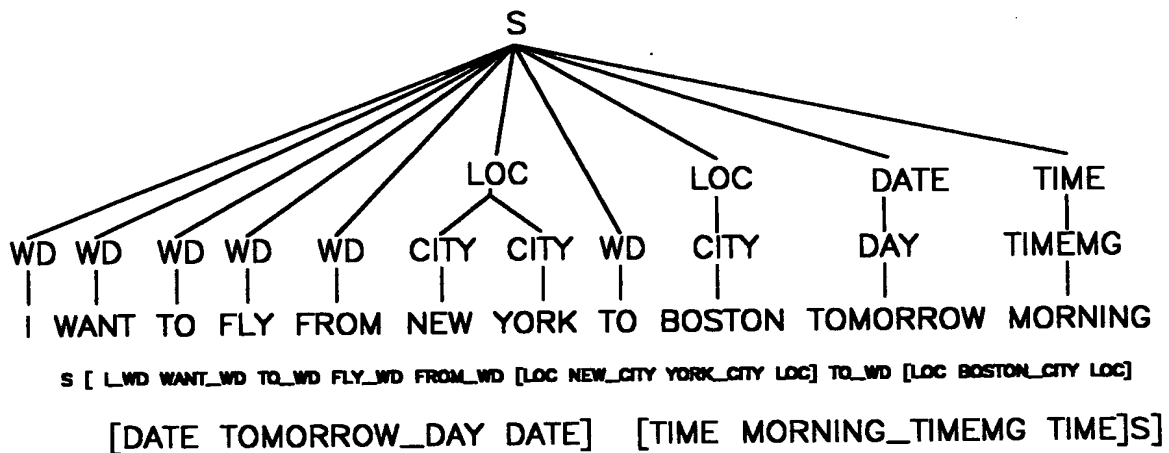 S
LOC LOC DATE TIME
WD WD WD WD WD CITY CITY WD CITY DAY TIMEMG
I WANT TO FLY FROM NEW YORK TO BOSTON TOMORROW MORNING
S [ I_WD WANT_WD TO_WD FLY_WD FROM_WD [LOC NEW_CITY YORK_CITY LOC] TO_WD [LOC BOSTON_CITY LOC]
[DATE TOMORROW_DAY DATE] [TIME MORNING_TIMEMG TIME]S]